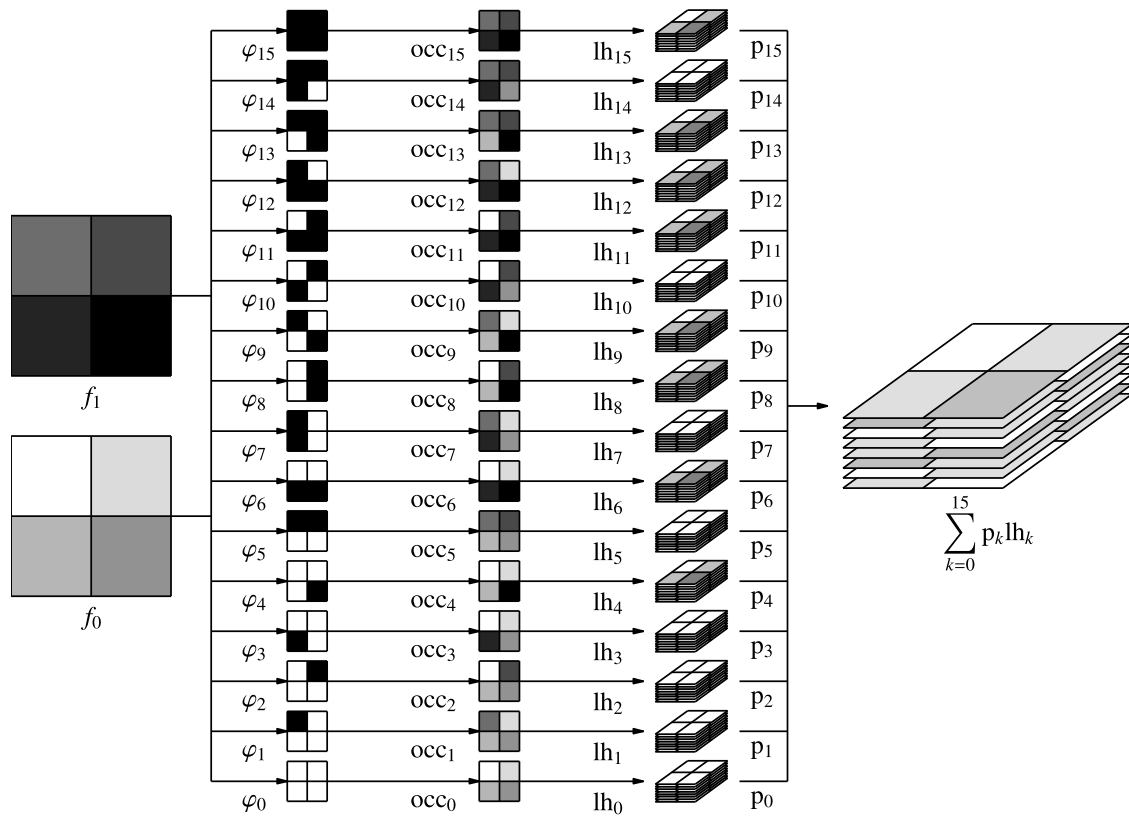 φ₁₅ occ₁₅ lh₁₅ p₁₅
φ₁₄ occ₁₄ lh₁₄ p₁₄
φ₁₃ occ₁₃ lh₁₃ p₁₃
φ₁₂ occ₁₂ lh₁₂ p₁₂
φ₁₁ occ₁₁ lh₁₁ p₁₁
φ₁₀ occ₁₀ lh₁₀ p₁₀
φ₉ occ₉ lh₉ p₉
f₁ φ₈ occ₈ lh₈ p₈
φ₇ occ₇ lh₇ p₇
φ₆ occ₆ lh₆ p₆
φ₅ occ₅ lh₅ p₅
φ₄ occ₄ lh₄ p₄
f₀
φ₃ occ₃ lh₃ p₃
φ₂ occ₂ lh₂ p₂
φ₁ occ₁ lh₁ p₁
φ₀ occ₀ lh₀ p₀
15
∑ pₖlhₖ
k=0